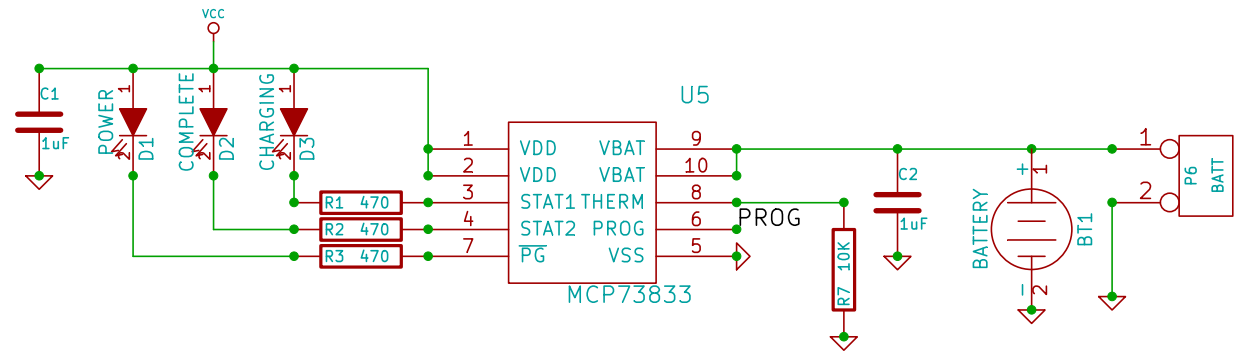 VCC
C1
1uF
POWER
1
2
D1
COMPLETE
1
2
D2
CHARGING
1
2
D3
R1 470
R2 470
R3 470
U5
1 VDD VBAT 9
2 VDD VBAT 10
3 STAT1 THERM 8
4 STAT2 PROG 6
7 PG VSS 5
MCP73833
PROG
R7 10K
C2
1uF
BATTERY
+ 1
- 2
BT1
1
2
P6
BATT